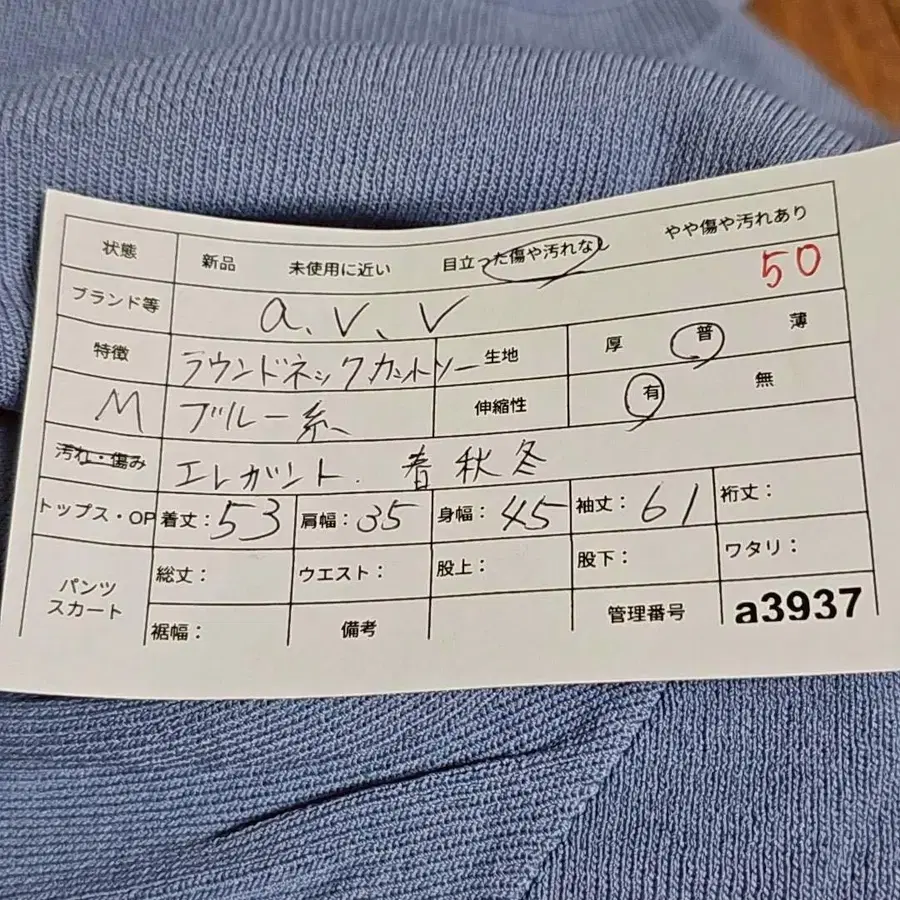 状態 新品 未使用に近い 目立った傷や汚れなし やや傷や汚れあり
ブランド等 a.v.v 50
特徴 ラウンドネックカットソー 生地 厚 普 薄
M ブルー系、 伸縮性 有 無
汚れ・傷み エレガント. 春秋冬
トップス・OP 着丈:53 肩幅:35 身幅:45 袖丈:61 裄丈:
パンツ スカート 総丈: ウエスト: 股上: 股下: ワタリ:
裾幅: 備考 管理番号 a3937